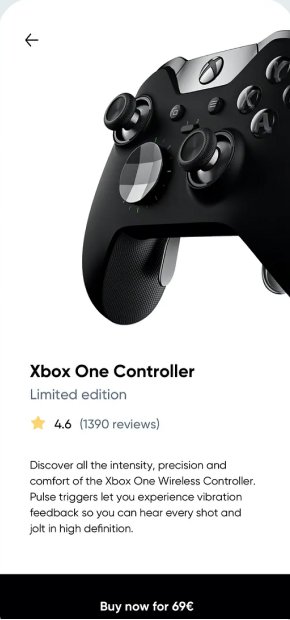 Xbox One Controller
Limited edition
4.6 (1390 reviews)
Discover all the intensity, precision and
comfort of the Xbox One Wireless Controller.
Pulse triggers let you experience vibration
feedback so you can hear every shot and
jolt in high definition.
Buy now for 69€